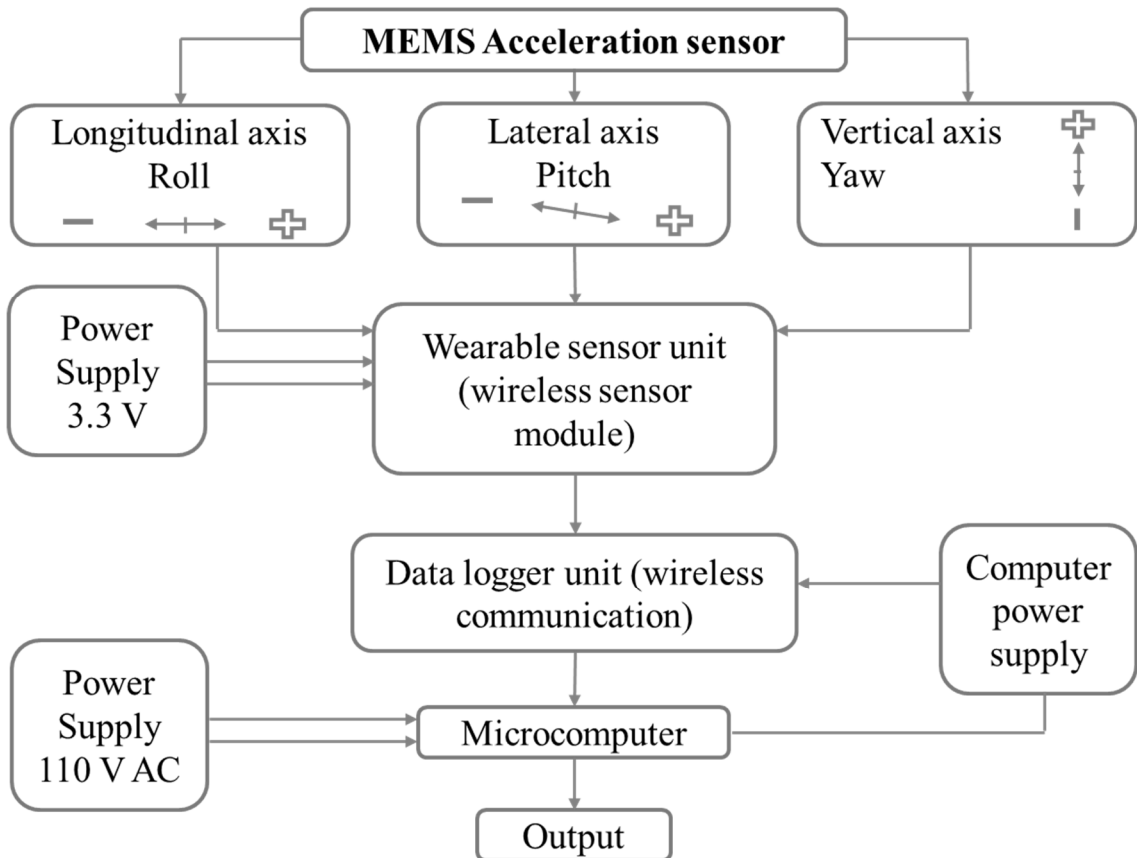 MEMS Acceleration sensor
Longitudinal axis
Roll
Lateral axis
Pitch
Vertical axis
Yaw
Power
Supply
3.3 V
Wearable sensor unit
(wireless sensor
module)
Data logger unit (wireless
communication)
Computer
power
supply
Power
Supply
110 V AC
Microcomputer
Output